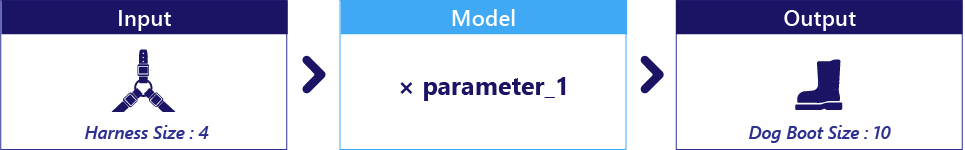 Input
Model
Output
× parameter_1
Harness Size : 4
Dog Boot Size : 10